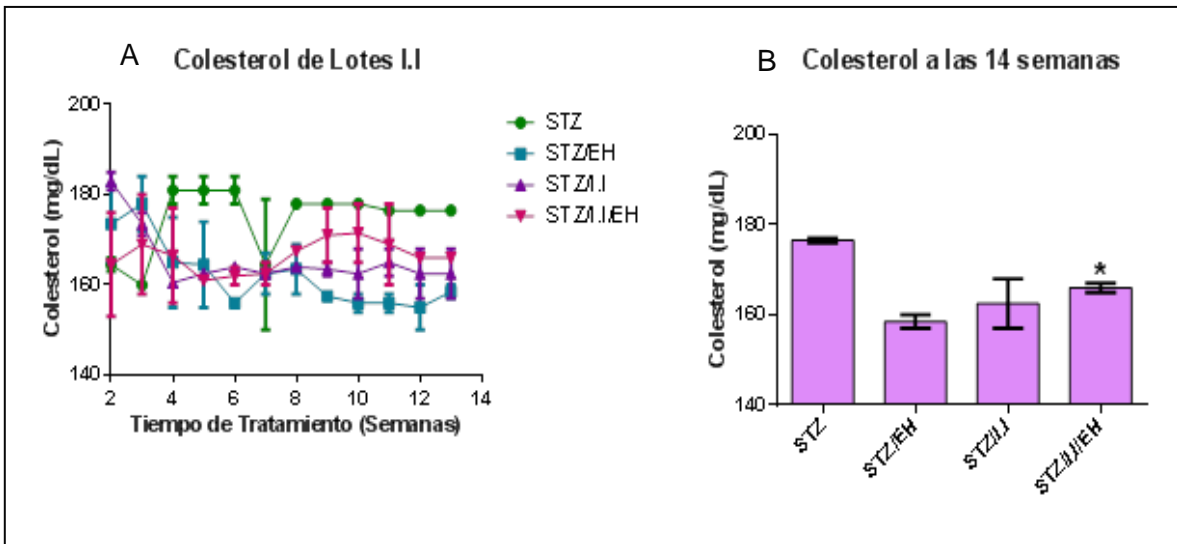 A
Colesterol de Lotes I.I
Colesterol (mg/dL)
200
180
160
140
2 4 6 8 10 12 14
Tiempo de Tratamiento (Semanas)
STZ
STZ/EH
STZ/I.I
STZ/I.I/EH
B
Colesterol a las 14 semanas
Colesterol (mg/dL)
200
180
160
140
*
STZ
STZ/EH
STZ/I.I
STZ/I.I/EH